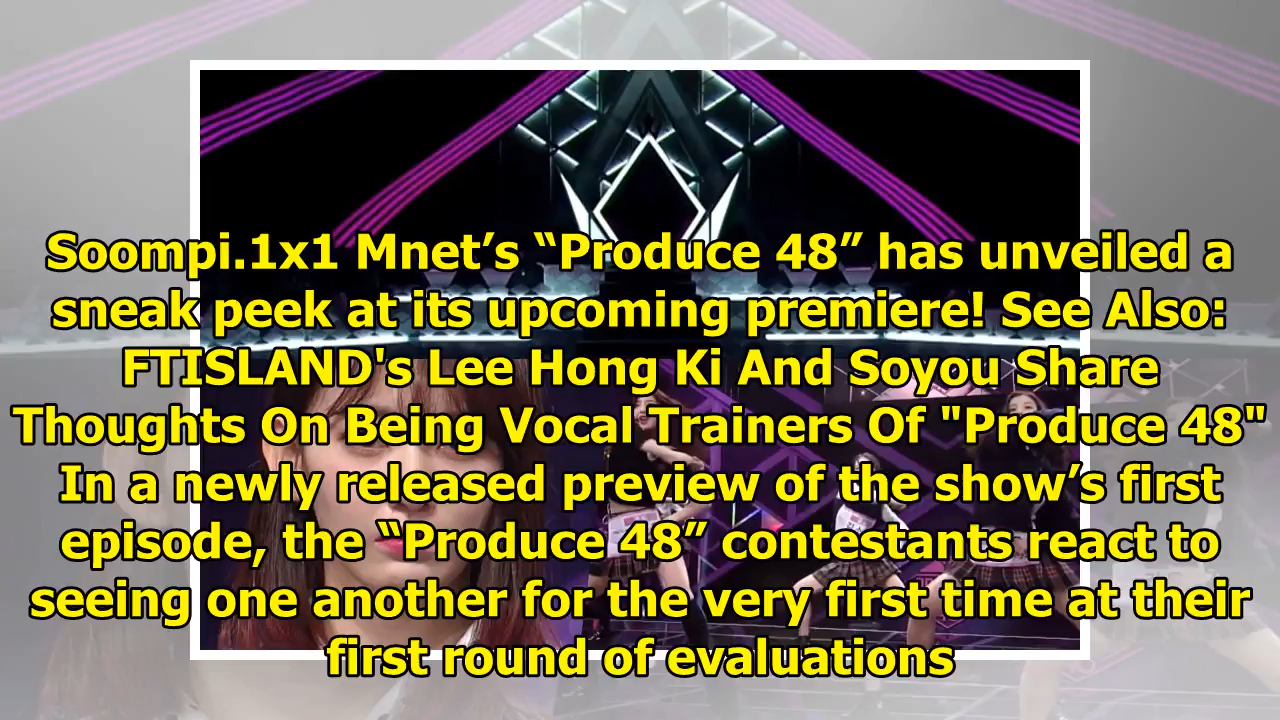 Soompi.1x1 Mnet’s “Produce 48” has unveiled a
sneak peek at its upcoming premiere! See Also:
FTISLAND's Lee Hong Ki And Soyou Share
Thoughts On Being Vocal Trainers Of "Produce 48"
In a newly released preview of the show’s first
episode, the “Produce 48” contestants react to
seeing one another for the very first time at their
first round of evaluations